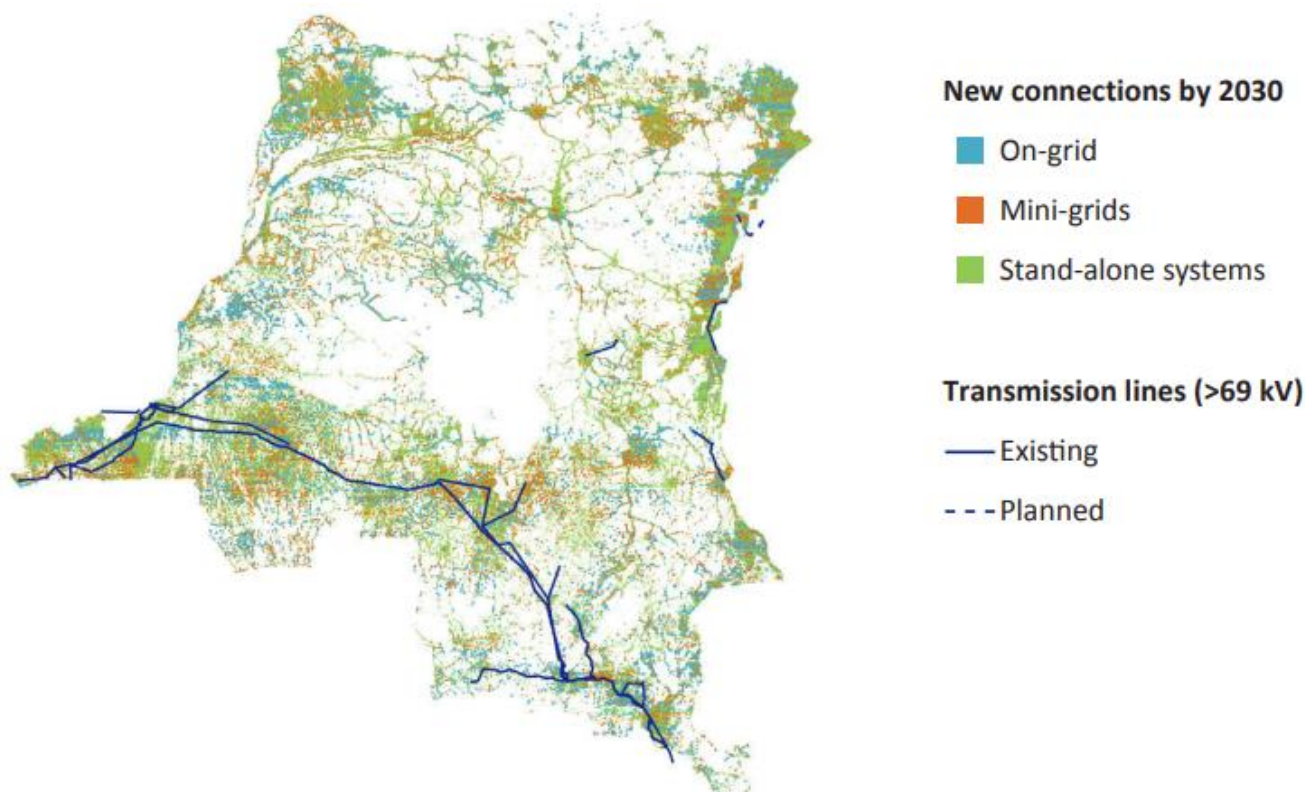 New connections by 2030
On-grid
Mini-grids
Stand-alone systems
Transmission lines (>69 kV)
Existing
Planned